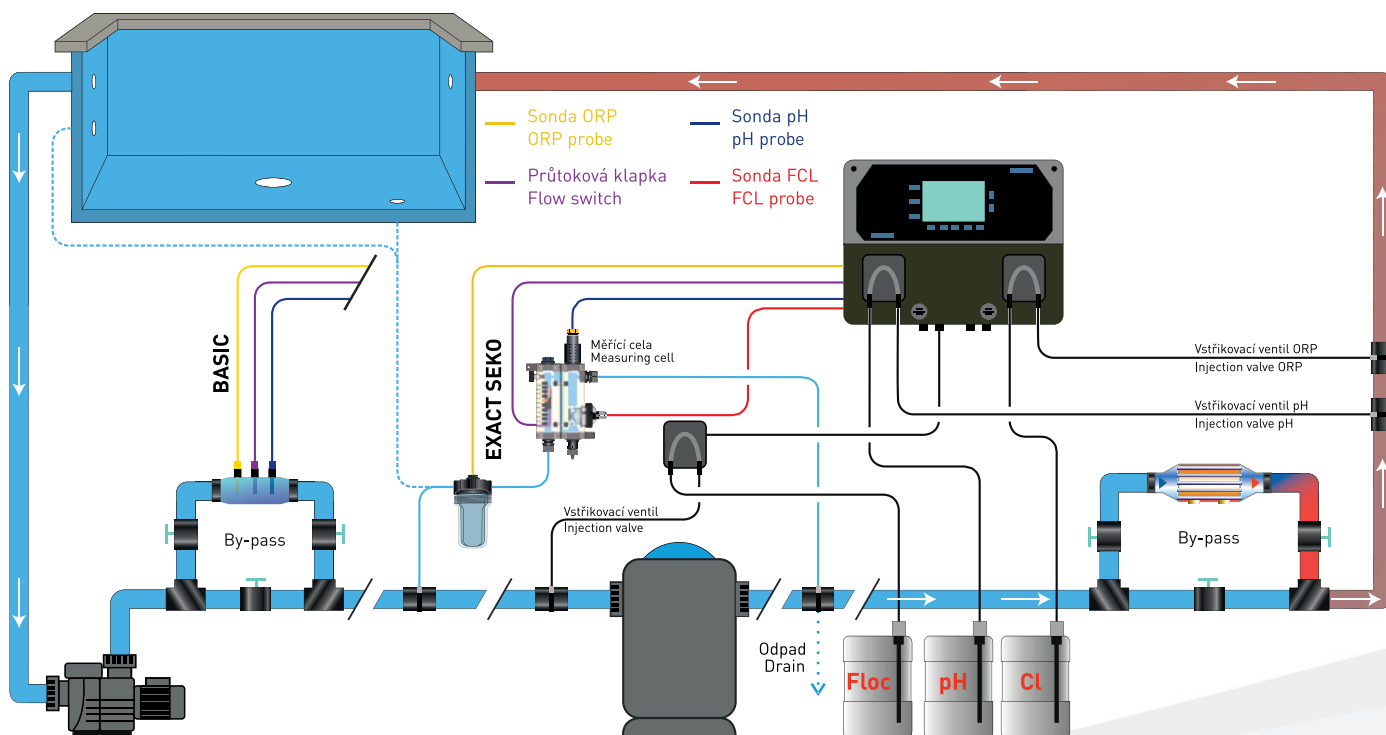 Sonda ORP
ORP probe
Sonda pH
pH probe
Průtoková klapka
Flow switch
Sonda FCL
FCL probe
BASIC
EXACT SEKO
Měřící cela
Measuring cell
Vstřikovací ventil ORP
Injection valve ORP
Vstřikovací ventil pH
Injection valve pH
By-pass
Vstřikovací ventil
Injection valve
By-pass
Odpad
Drain
Floc
pH
Cl